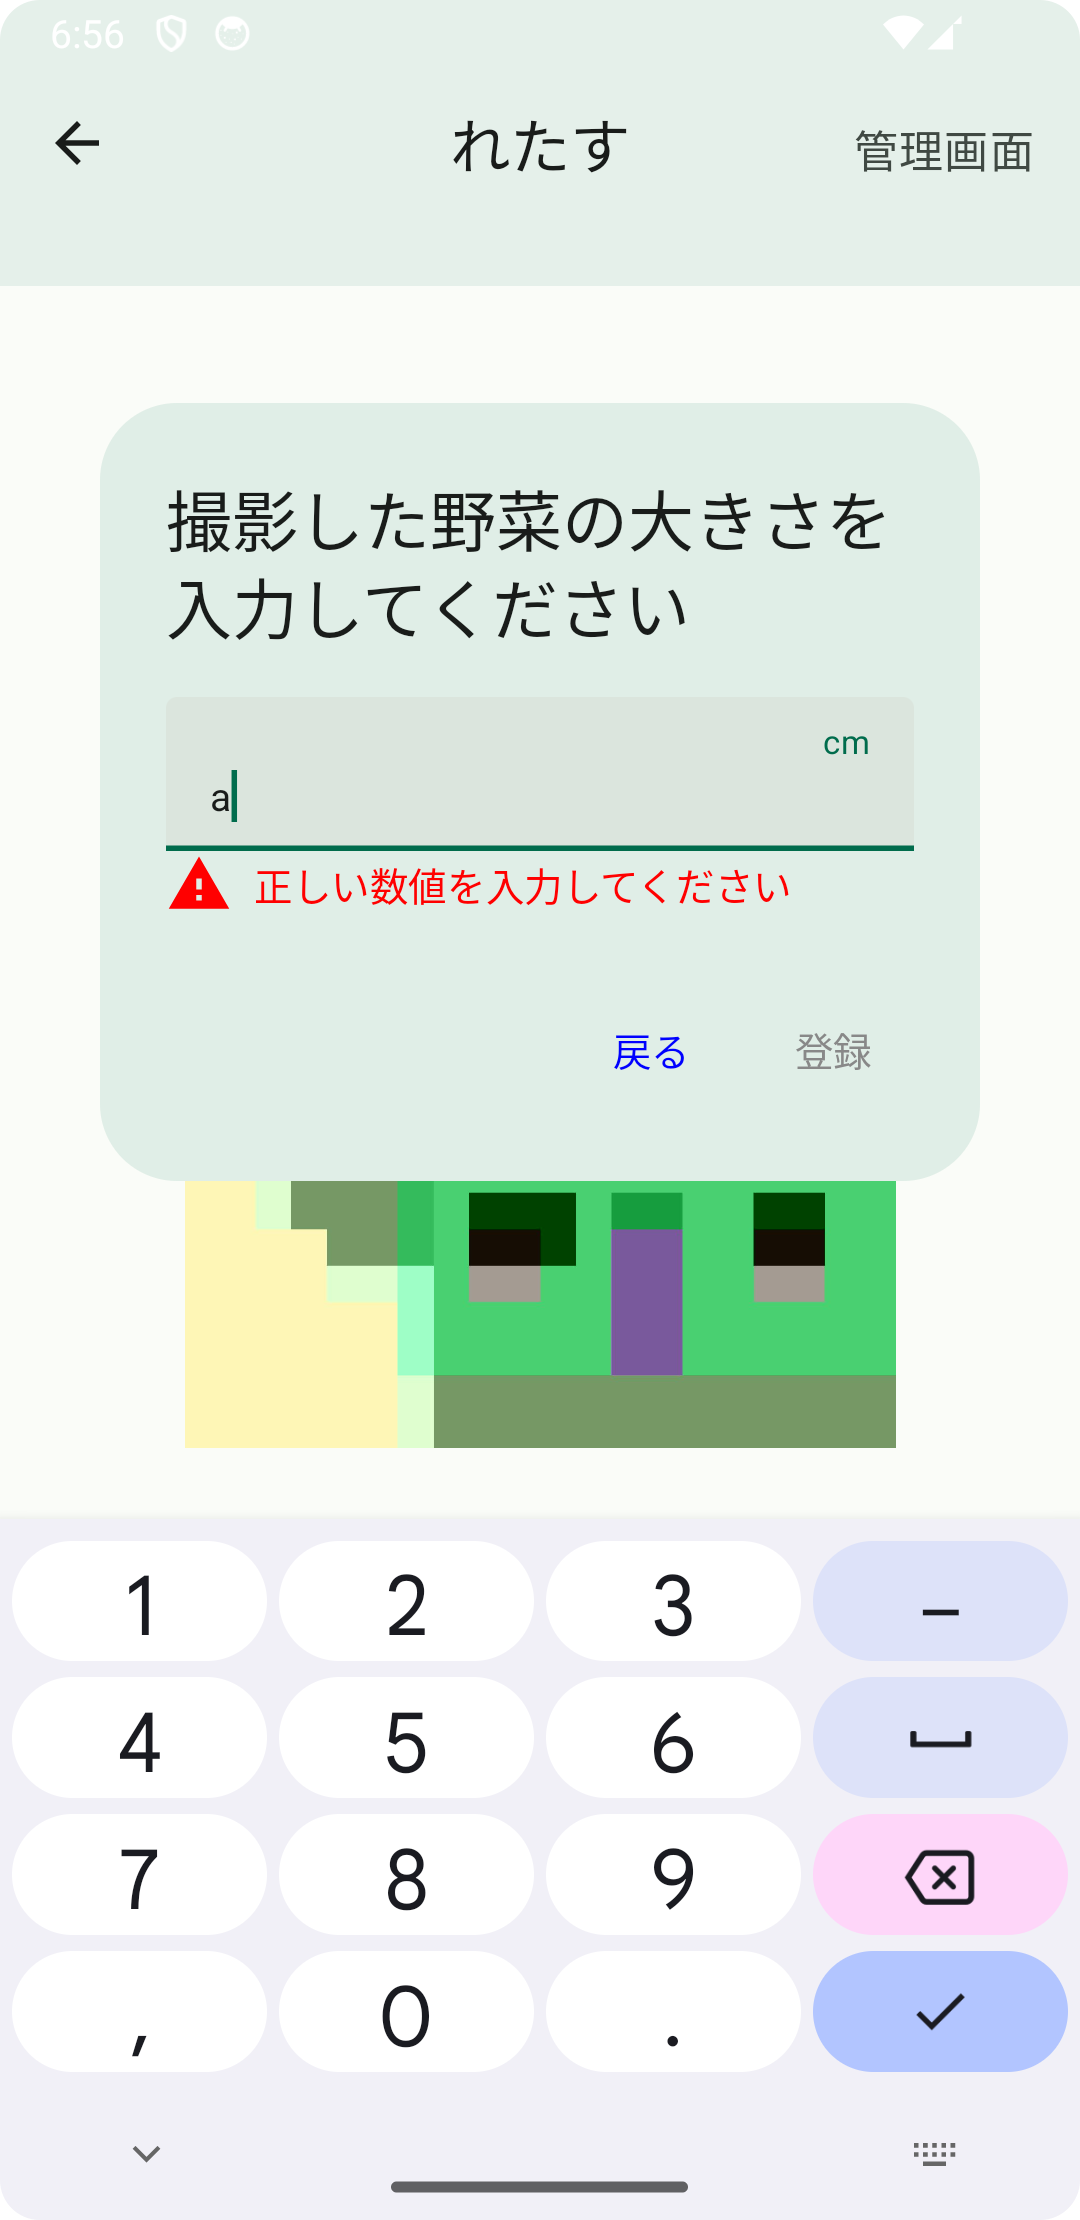 6:56
れたす
管理画面
撮影した野菜の大きさを
入力してください
cm
a
正しい数値を入力してください
戻る
登録
1 2 3 –
4 5 6
7 8 9
, 0 .